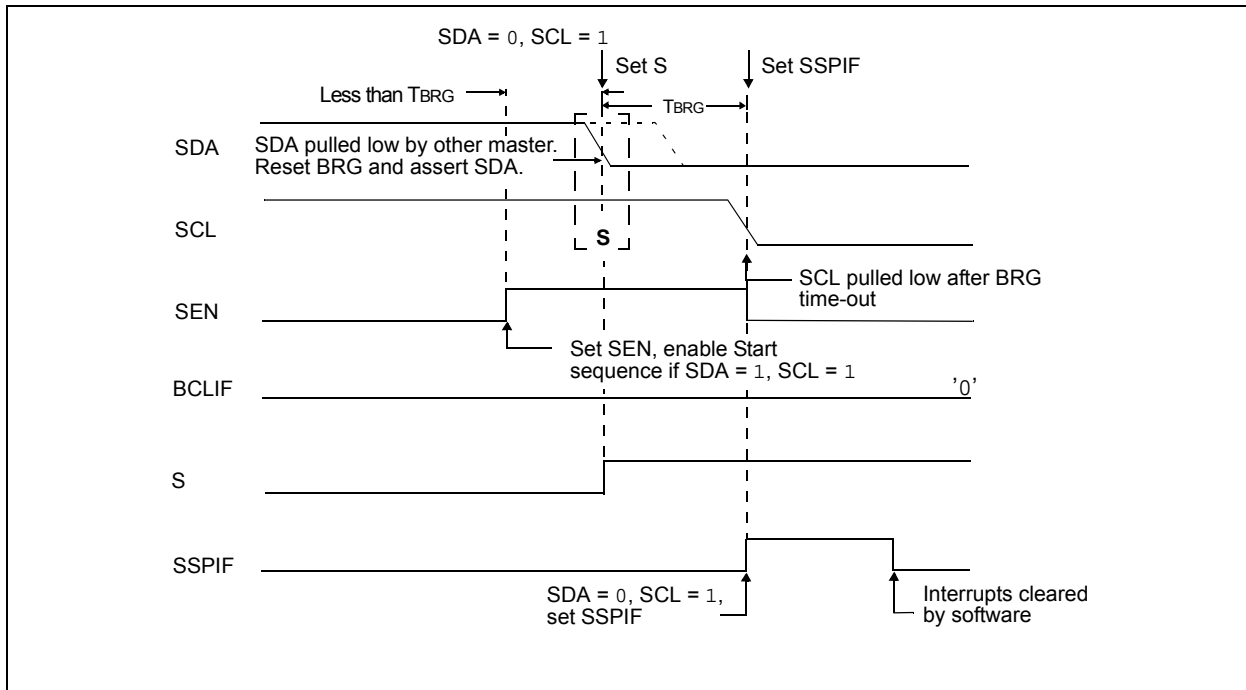 SDA = 0, SCL = 1
Set S
Set SSPIF
Less than TBRG
TBRG
SDA
SDA pulled low by other master.
Reset BRG and assert SDA.
SCL
S
SCL pulled low after BRG
time-out
SEN
Set SEN, enable Start
sequence if SDA = 1, SCL = 1
BCLIF
'0'
S
SSPIF
SDA = 0, SCL = 1,
set SSPIF
Interrupts cleared
by software